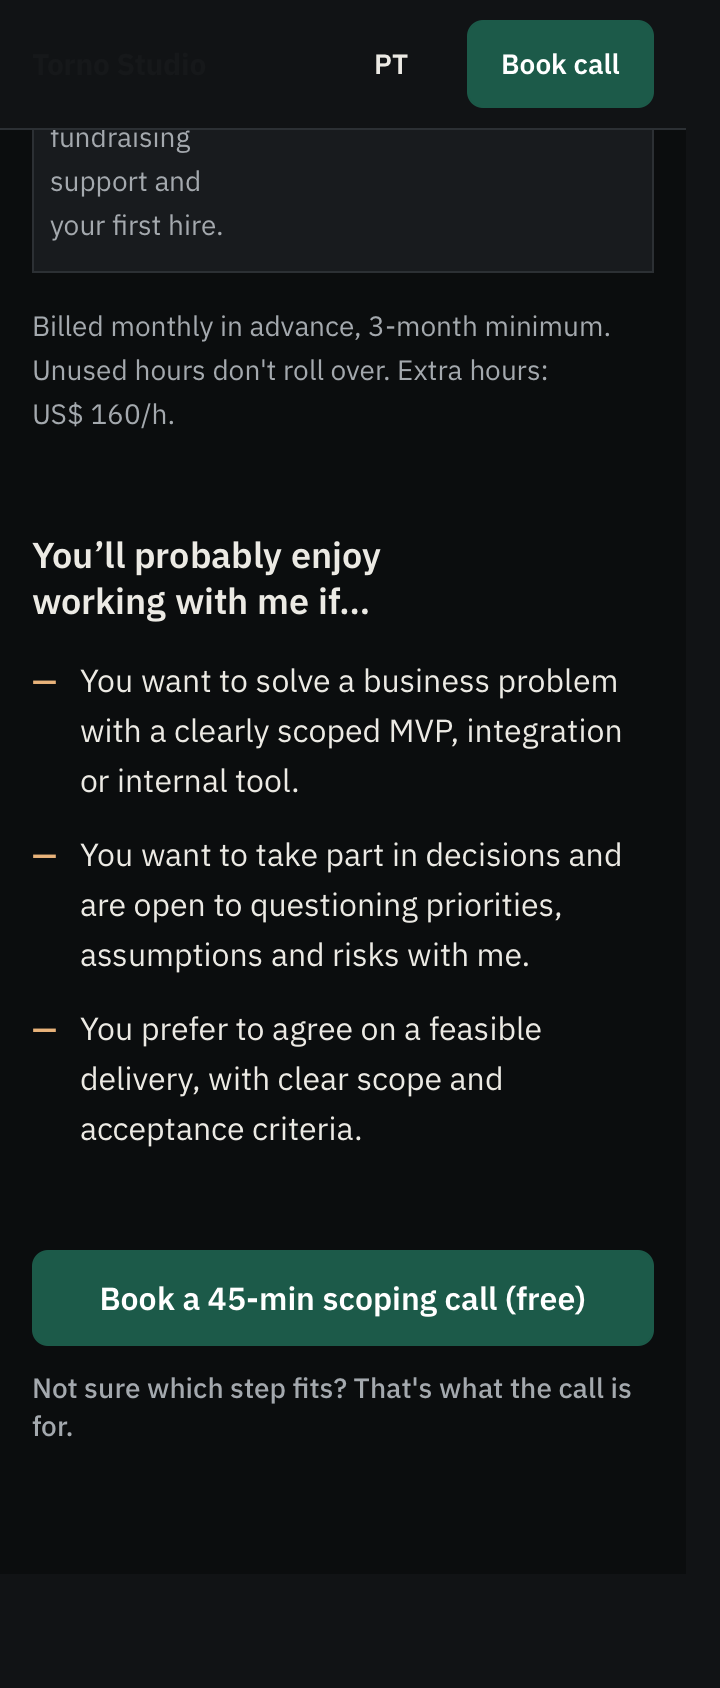 Torno Studio
PT
Book call
fundraising
support and
your first hire.
Billed monthly in advance, 3-month minimum.
Unused hours don't roll over. Extra hours:
US$ 160/h.
You’ll probably enjoy
working with me if…
— You want to solve a business problem
with a clearly scoped MVP, integration
or internal tool.
— You want to take part in decisions and
are open to questioning priorities,
assumptions and risks with me.
— You prefer to agree on a feasible
delivery, with clear scope and
acceptance criteria.
Book a 45-min scoping call (free)
Not sure which step fits? That's what the call is
for.